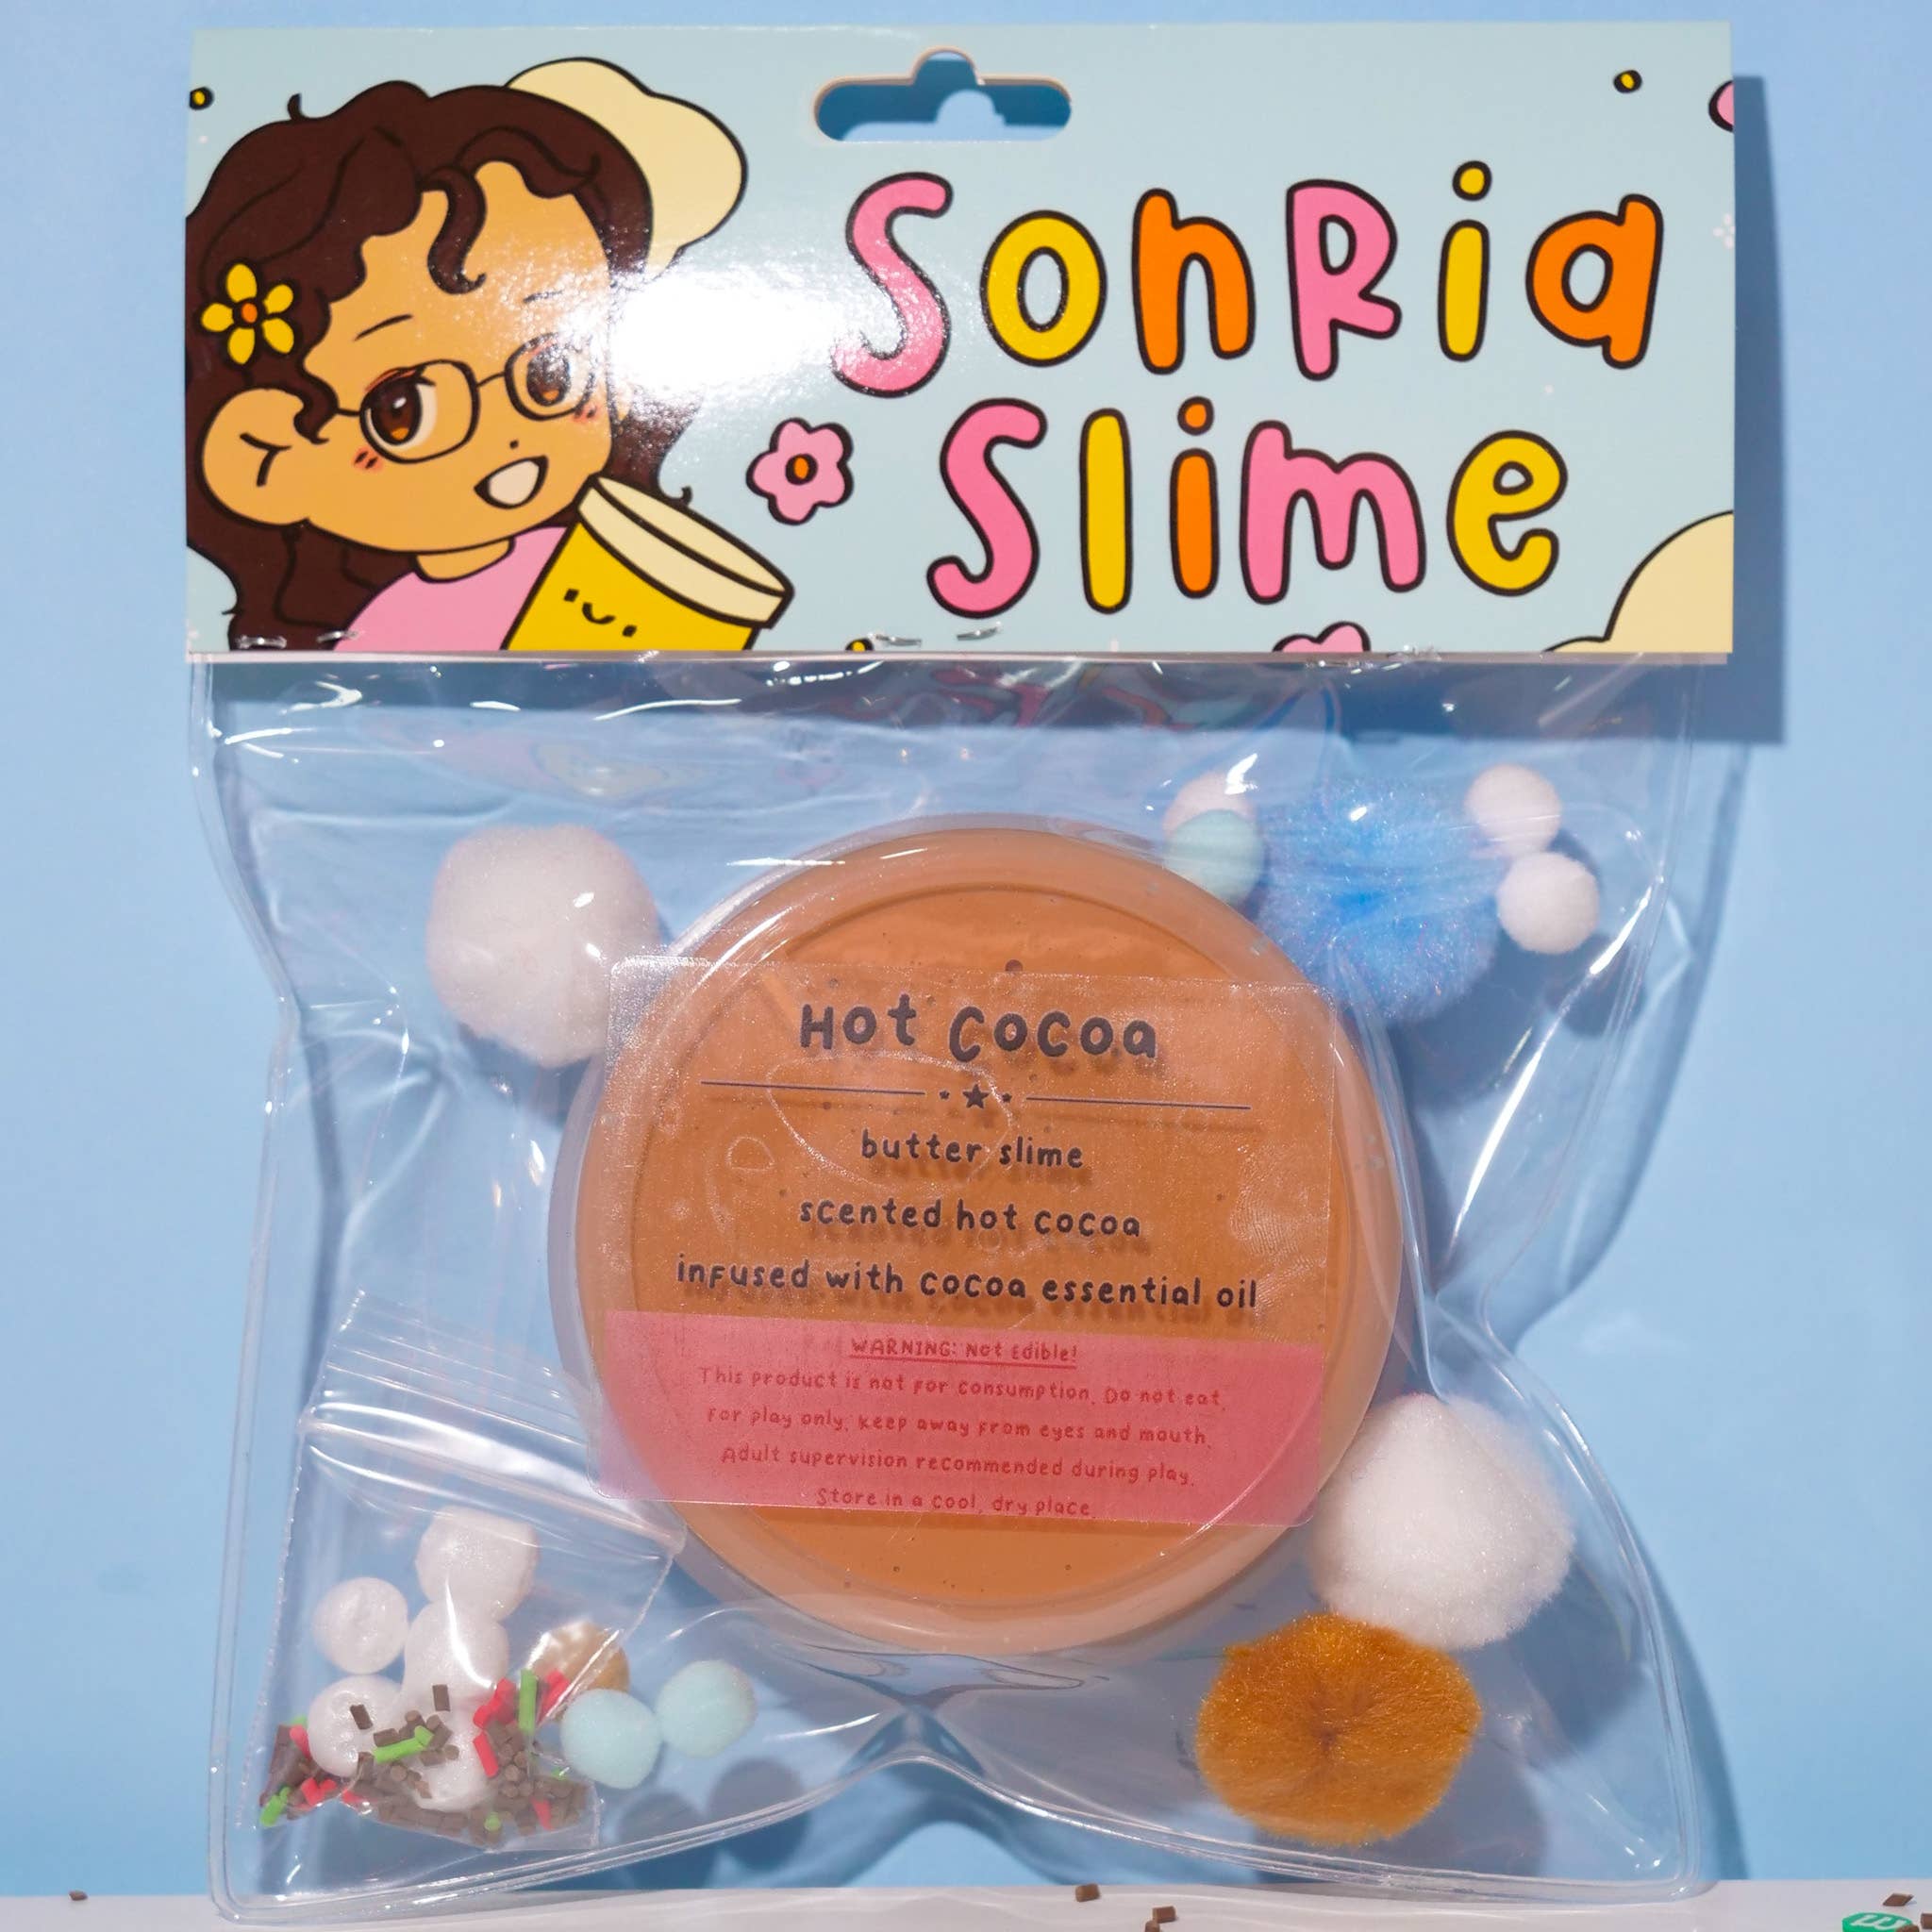 Sonria
Slime
Hot Cocoa
butter slime
scented hot cocoa
infused with cocoa essential oil
WARNING: Not Edible!
This product is not for consumption. Do not eat.
For play only. Keep away from eyes and mouth.
Adult supervision recommended during play.
Store in a cool, dry place.